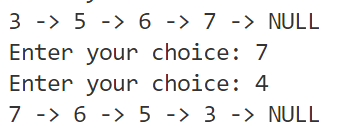 3 -> 5 -> 6 -> 7 -> NULL
Enter your choice: 7
Enter your choice: 4
7 -> 6 -> 5 -> 3 -> NULL